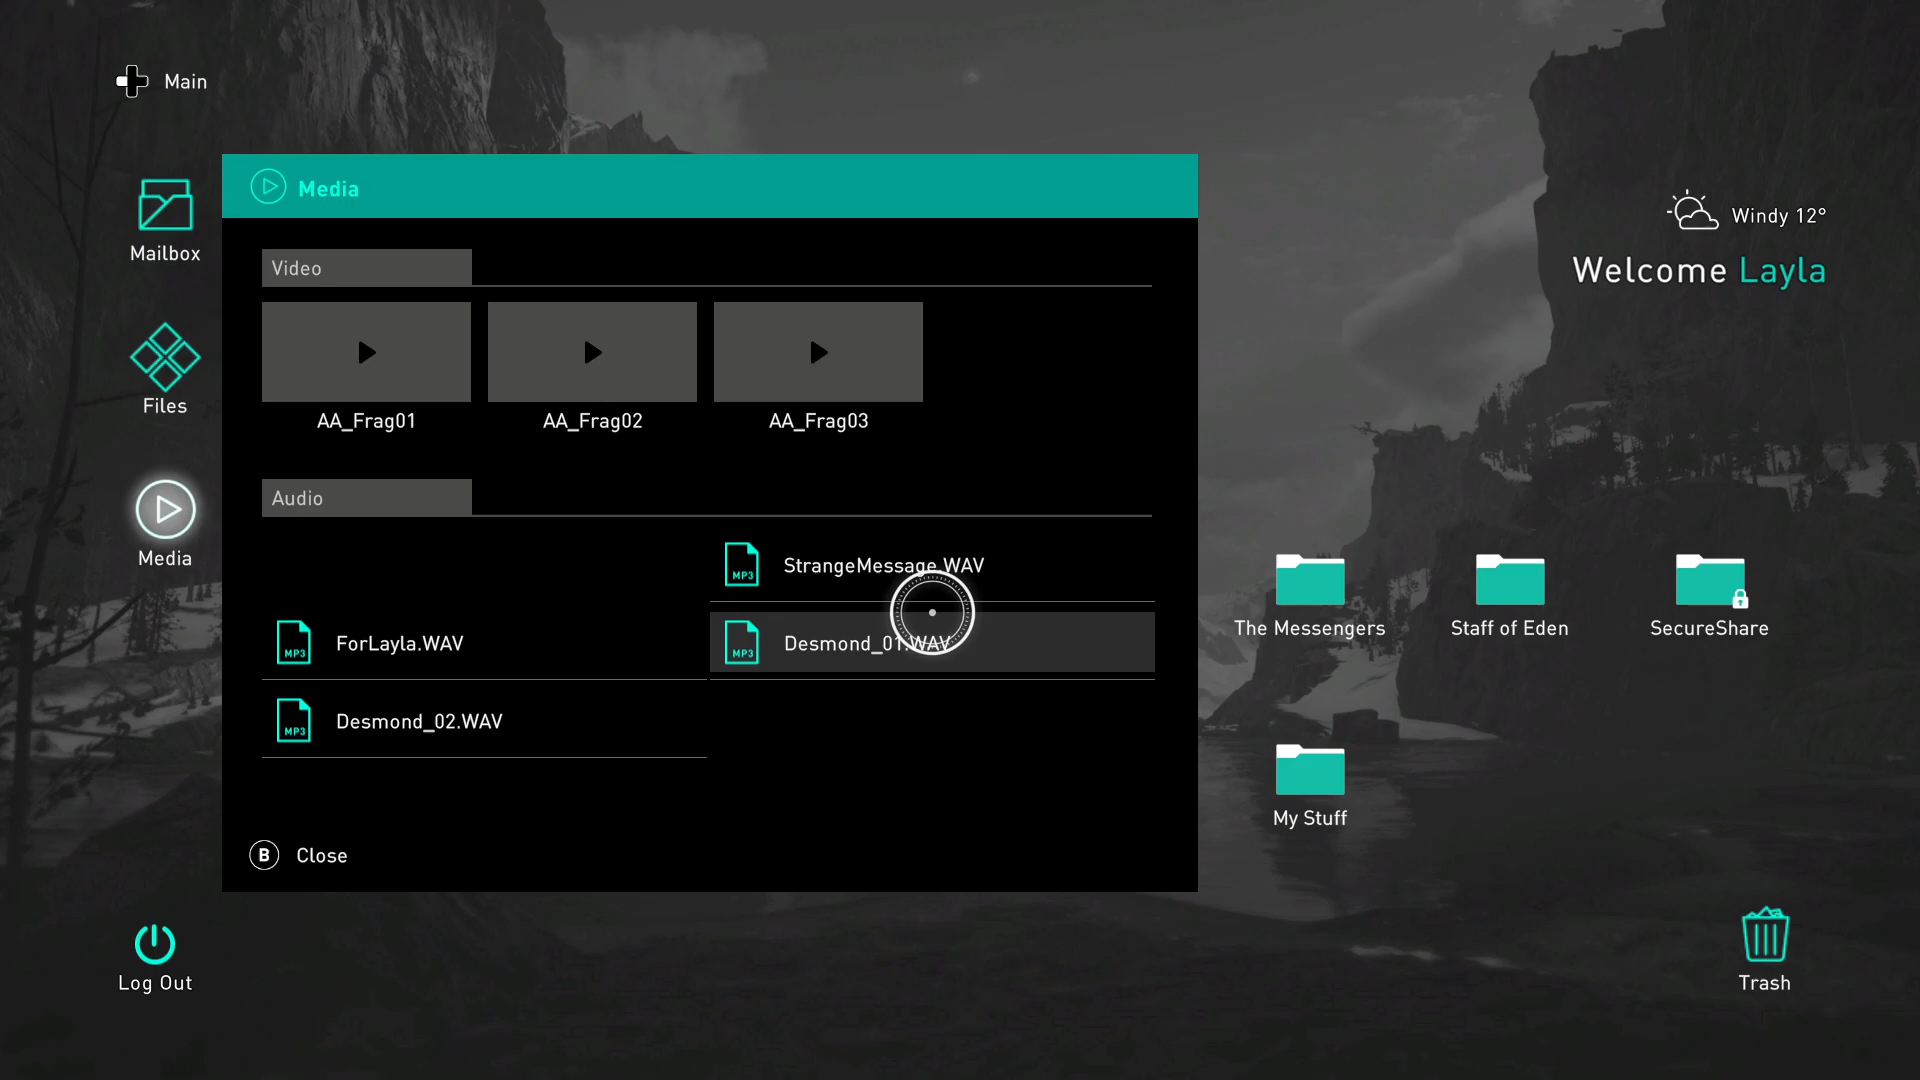 Main
Media
Mailbox
Files
Media
Video
AA_Frag01
AA_Frag02
AA_Frag03
Audio
MP3 StrangeMessage.WAV
MP3 ForLayla.WAV
MP3 Desmond_01.WAV
MP3 Desmond_02.WAV
B Close
Windy 12°
Welcome Layla
The Messengers
Staff of Eden
SecureShare
My Stuff
Log Out
Trash